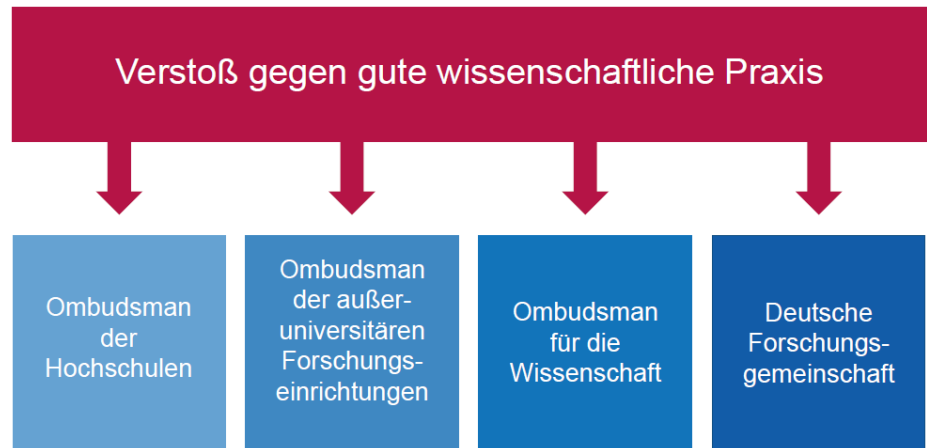 Verstoß gegen gute wissenschaftliche Praxis
Ombudsman
der
Hochschulen
Ombudsman
der außer-
universitären
Forschungs-
einrichtungen
Ombudsman
für die
Wissenschaft
Deutsche
Forschungs-
gemeinschaft